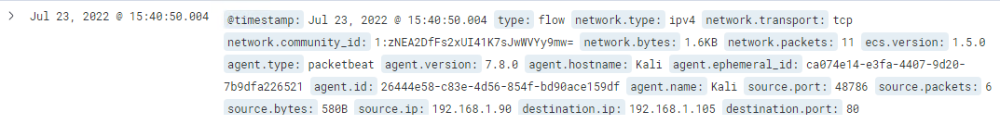 Jul 23, 2022 @ 15:40:50.004 @timestamp: Jul 23, 2022 @ 15:40:50.004 type: flow network.type: ipv4 network.transport: tcp
network.community_id: 1:zNEA2DfFs2xUI41K7sJwWVYy9mw= network.bytes: 1.6KB network.packets: 11 ecs.version: 1.5.0
agent.type: packetbeat agent.version: 7.8.0 agent.hostname: Kali agent.ephemeral_id: ca074e14-e3fa-4407-9d20-
7b9dfa226521 agent.id: 26444e58-c83e-4d56-854f-bd90ace159df agent.name: Kali source.port: 48786 source.packets: 6
source.bytes: 580B source.ip: 192.168.1.90 destination.ip: 192.168.1.105 destination.port: 80